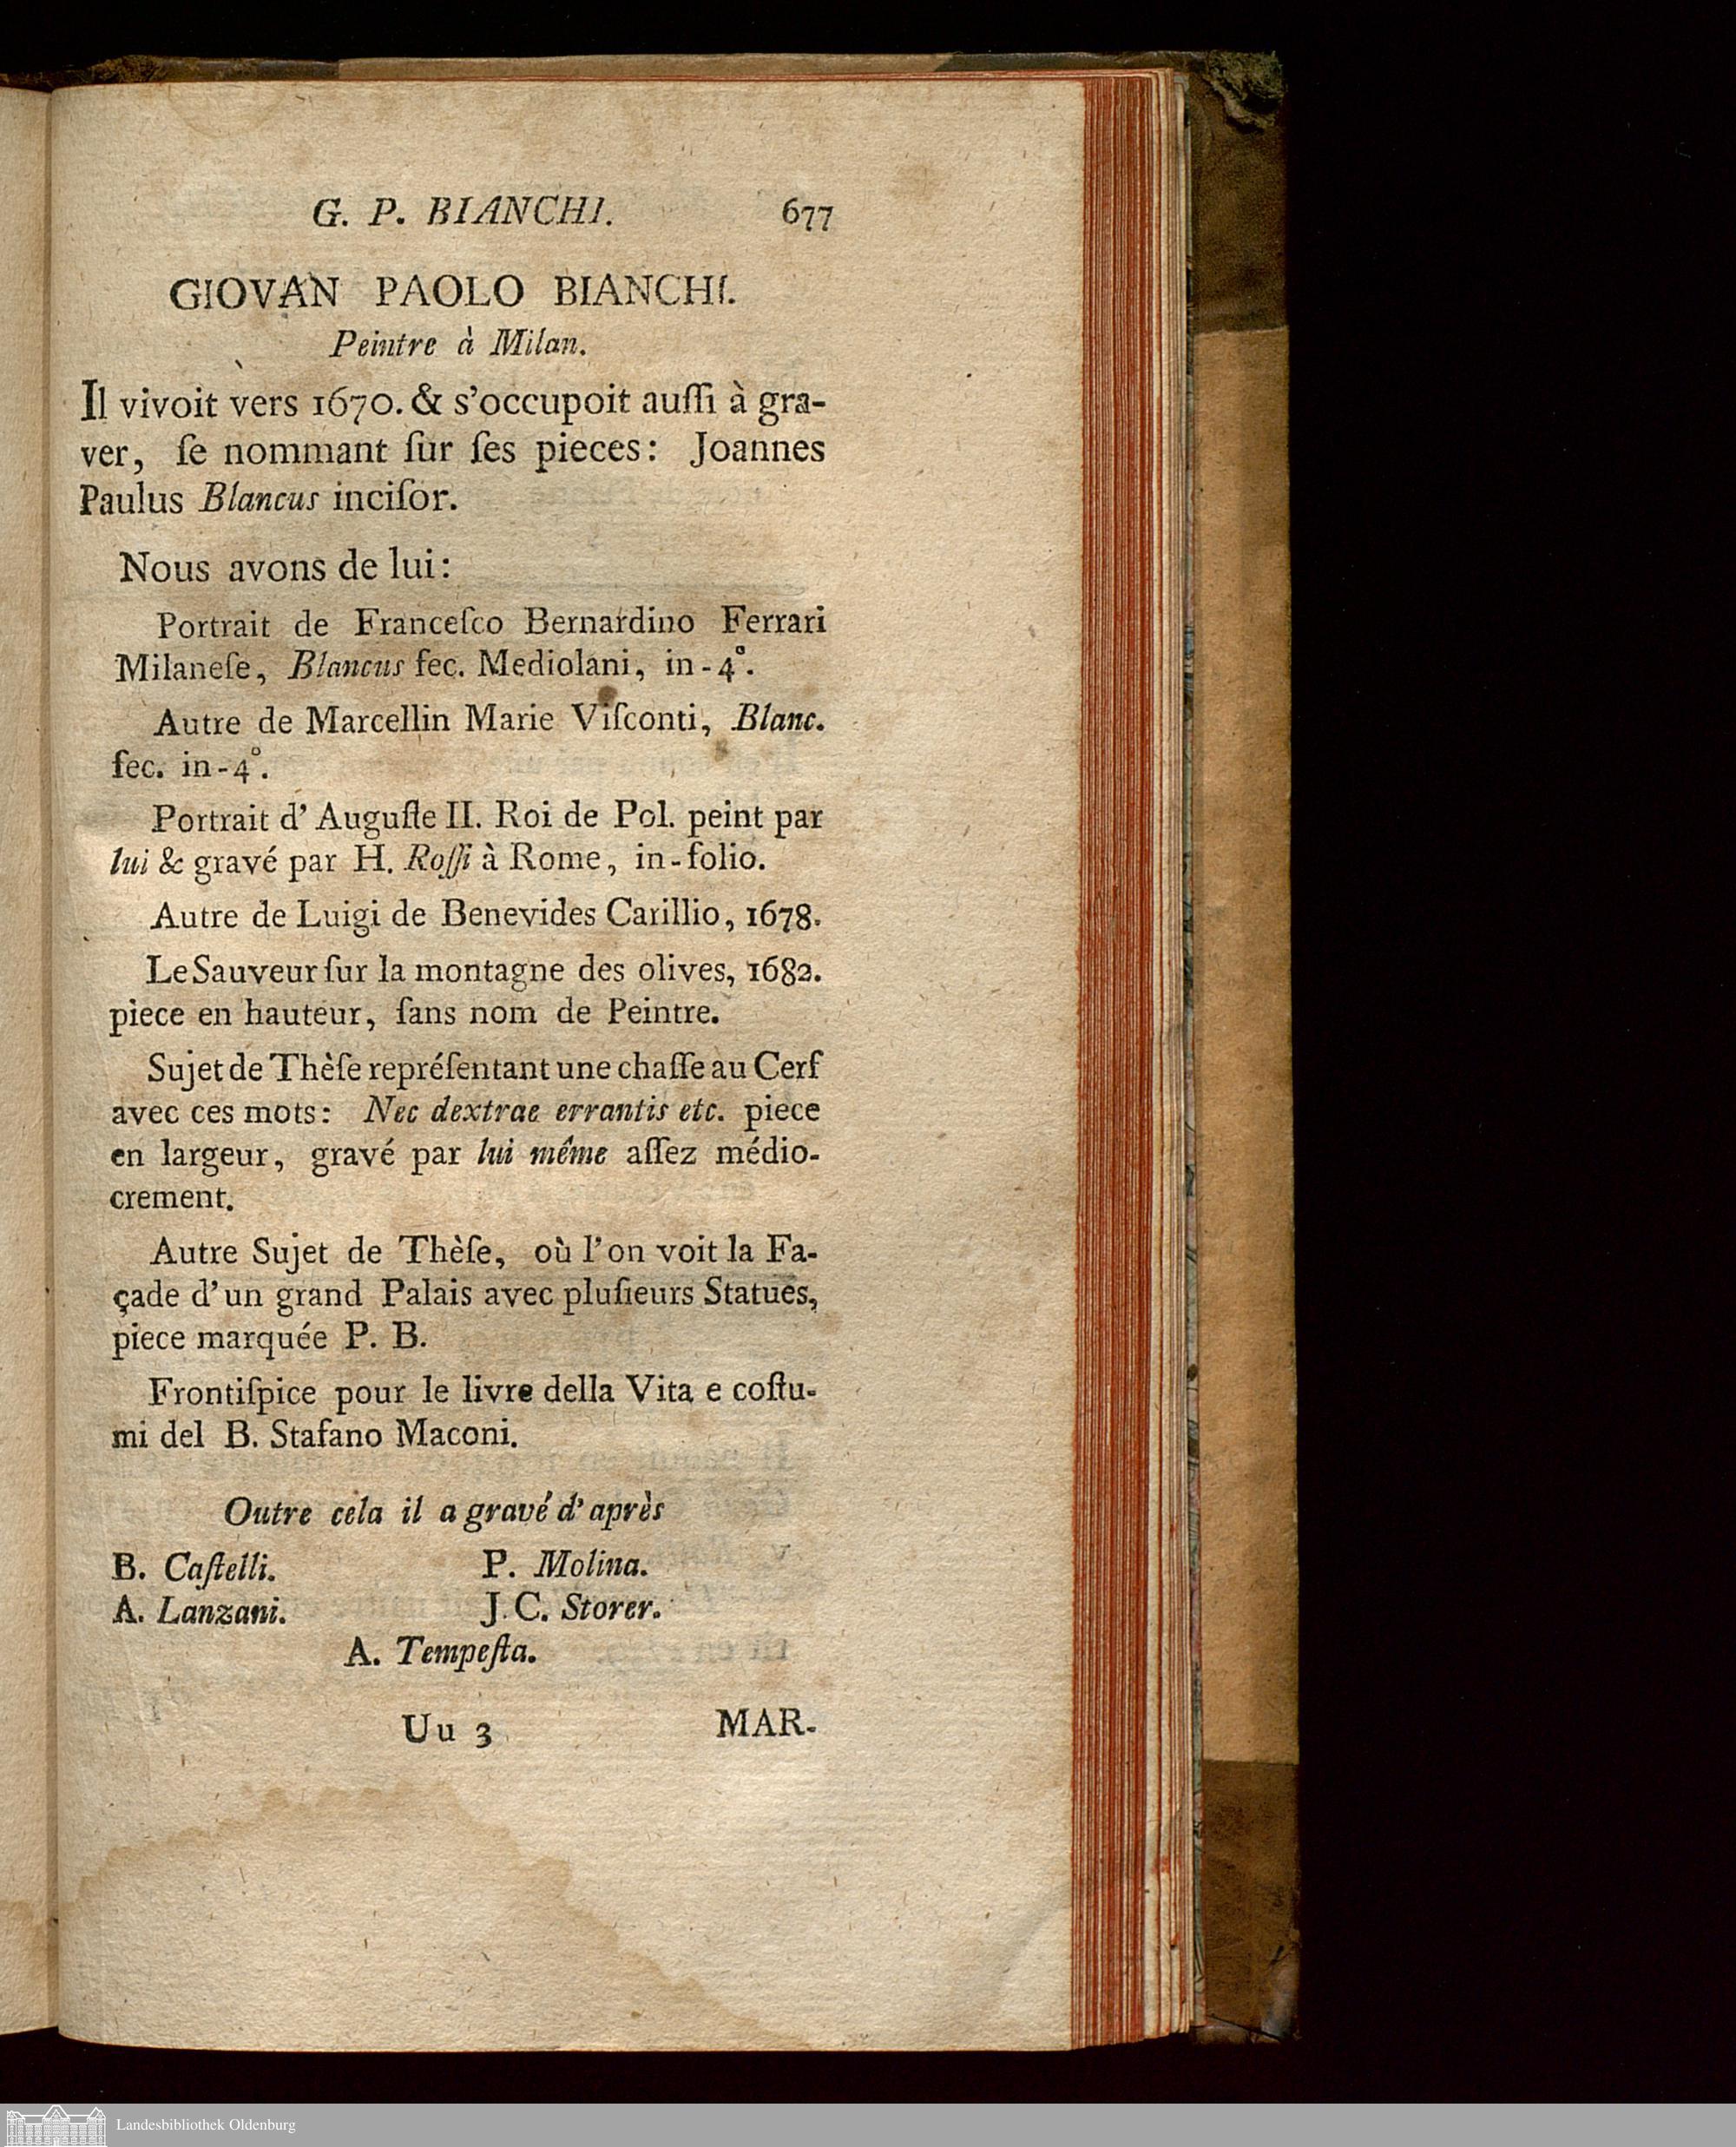 G. P. BIANCHI. 677
GIOVAN PAOLO BIANCHI.
Peintre à Milan.
Il vivoit vers 1670. & s'occupoit auſſi à gra-
ver, ſe nommant ſur ſes pieces: Joannes
Paulus Blancus inciſor.
Nous avons de lui:
Portrait de Franceſco Bernardino Ferrari
Milaneſe, Blancus fec. Mediolani, in-4°.
Autre de Marcellin Marie Viſconti, Blanc.
fec. in-4°.
Portrait d'Auguſte II. Roi de Pol. peint par
lui & gravé par H. Roſſi à Rome, in-folio.
Autre de Luigi de Benevides Carillio, 1678.
Le Sauveur ſur la montagne des olives, 1682.
piece en hauteur, ſans nom de Peintre.
Sujet de Thèſe repréſentant une chaſſe au Cerf
avec ces mots: Nec dextrae errantis etc. piece
en largeur, gravé par lui même aſſez médio-
crement.
Autre Sujet de Thèſe, où l'on voit la Fa-
çade d'un grand Palais avec pluſieurs Statues,
piece marquée P. B.
Frontiſpice pour le livre della Vita e coſtu-
mi del B. Stafano Maconi.
Outre cela il a gravé d'après
B. Caſtelli. P. Molina.
A. Lanzani. J. C. Storer.
A. Tempeſta.
Uu 3 MAR-
Landesbibliothek Oldenburg